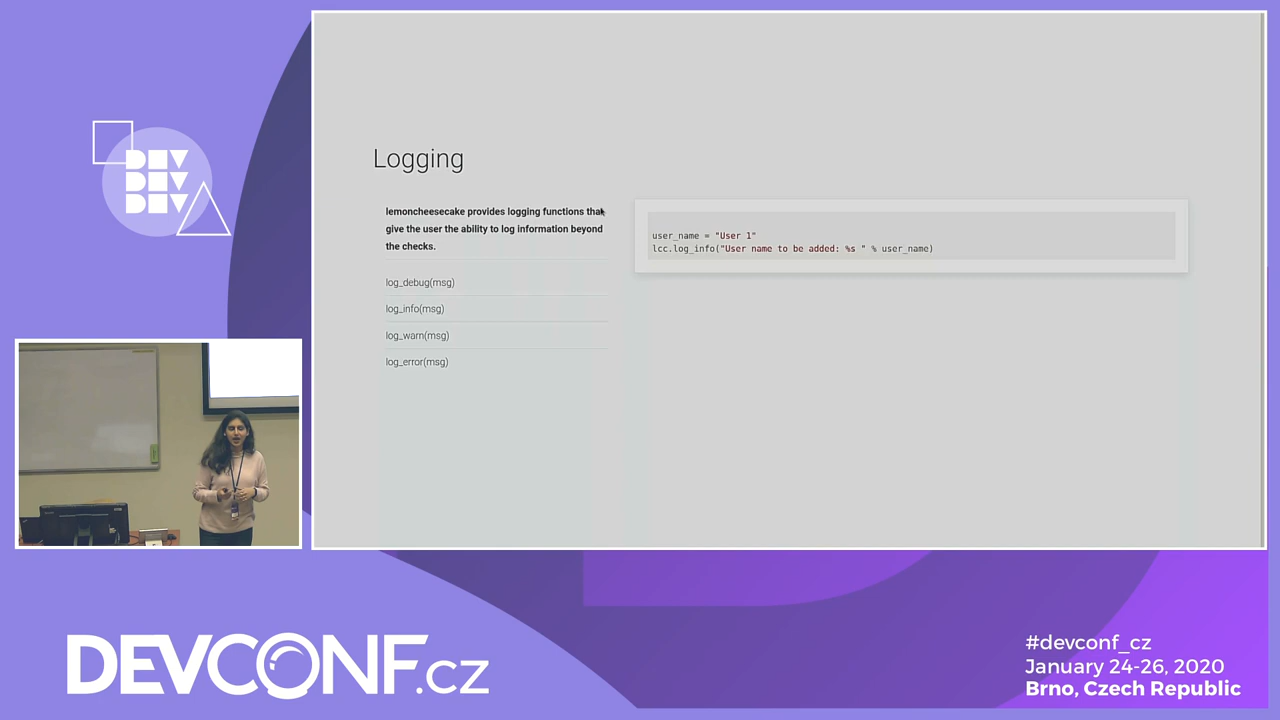 DEV
DEV
DEV
Logging
lemoncheesecake provides logging functions that
give the user the ability to log information beyond
the checks.
log_debug(msg)
log_info(msg)
log_warn(msg)
log_error(msg)
user_name = "User 1"
lcc.log_info("User name to be added: %s " % user_name)
DEVCONF.cz
#devconf_cz
January 24-26, 2020
Brno, Czech Republic